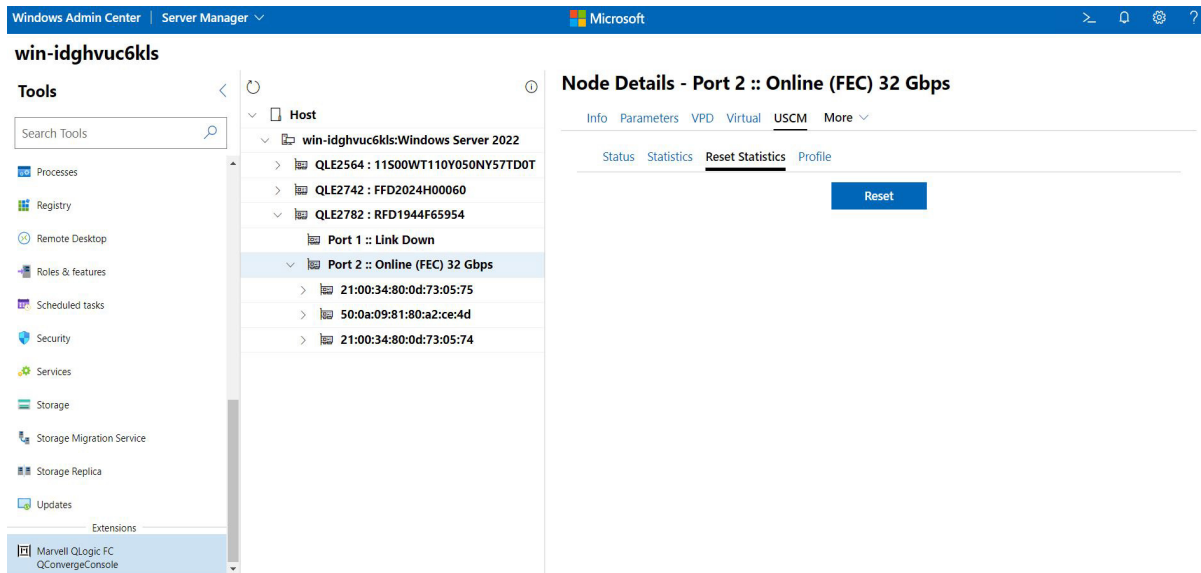 Windows Admin Center | Server Manager
Microsoft
win-idghvuc6kls
Tools
Search Tools
Processes
Registry
Remote Desktop
Roles & features
Scheduled tasks
Security
Services
Storage
Storage Migration Service
Storage Replica
Updates
Extensions
Marvell QLogic FC
QConvergeConsole
Host
win-idghvuc6kls:Windows Server 2022
QLE2564 : 11S00WT110Y050NY57TD0T
QLE2742 : FFD2024H00060
QLE2782 : RFD1944F65954
Port 1 :: Link Down
Port 2 :: Online (FEC) 32 Gbps
21:00:34:80:0d:73:05:75
50:0a:09:81:80:a2:ce:4d
21:00:34:80:0d:73:05:74
Node Details - Port 2 :: Online (FEC) 32 Gbps
Info Parameters VPD Virtual USCM More
Status Statistics Reset Statistics Profile
Reset